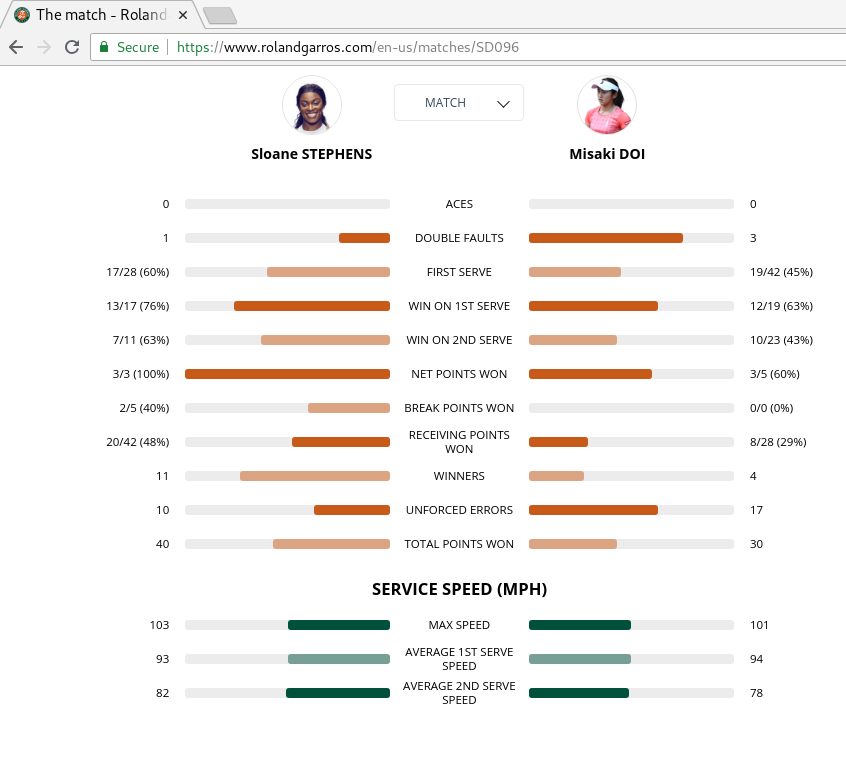 The match - Roland
Secure https://www.rolandgarros.com/en-us/matches/SD096
MATCH
Sloane STEPHENS Misaki DOI
0 ACES 0
1 DOUBLE FAULTS 3
17/28 (60%) FIRST SERVE 19/42 (45%)
13/17 (76%) WIN ON 1ST SERVE 12/19 (63%)
7/11 (63%) WIN ON 2ND SERVE 10/23 (43%)
3/3 (100%) NET POINTS WON 3/5 (60%)
2/5 (40%) BREAK POINTS WON 0/0 (0%)
20/42 (48%) RECEIVING POINTS WON 8/28 (29%)
11 WINNERS 4
10 UNFORCED ERRORS 17
40 TOTAL POINTS WON 30
SERVICE SPEED (MPH)
103 MAX SPEED 101
93 AVERAGE 1ST SERVE SPEED 94
82 AVERAGE 2ND SERVE SPEED 78